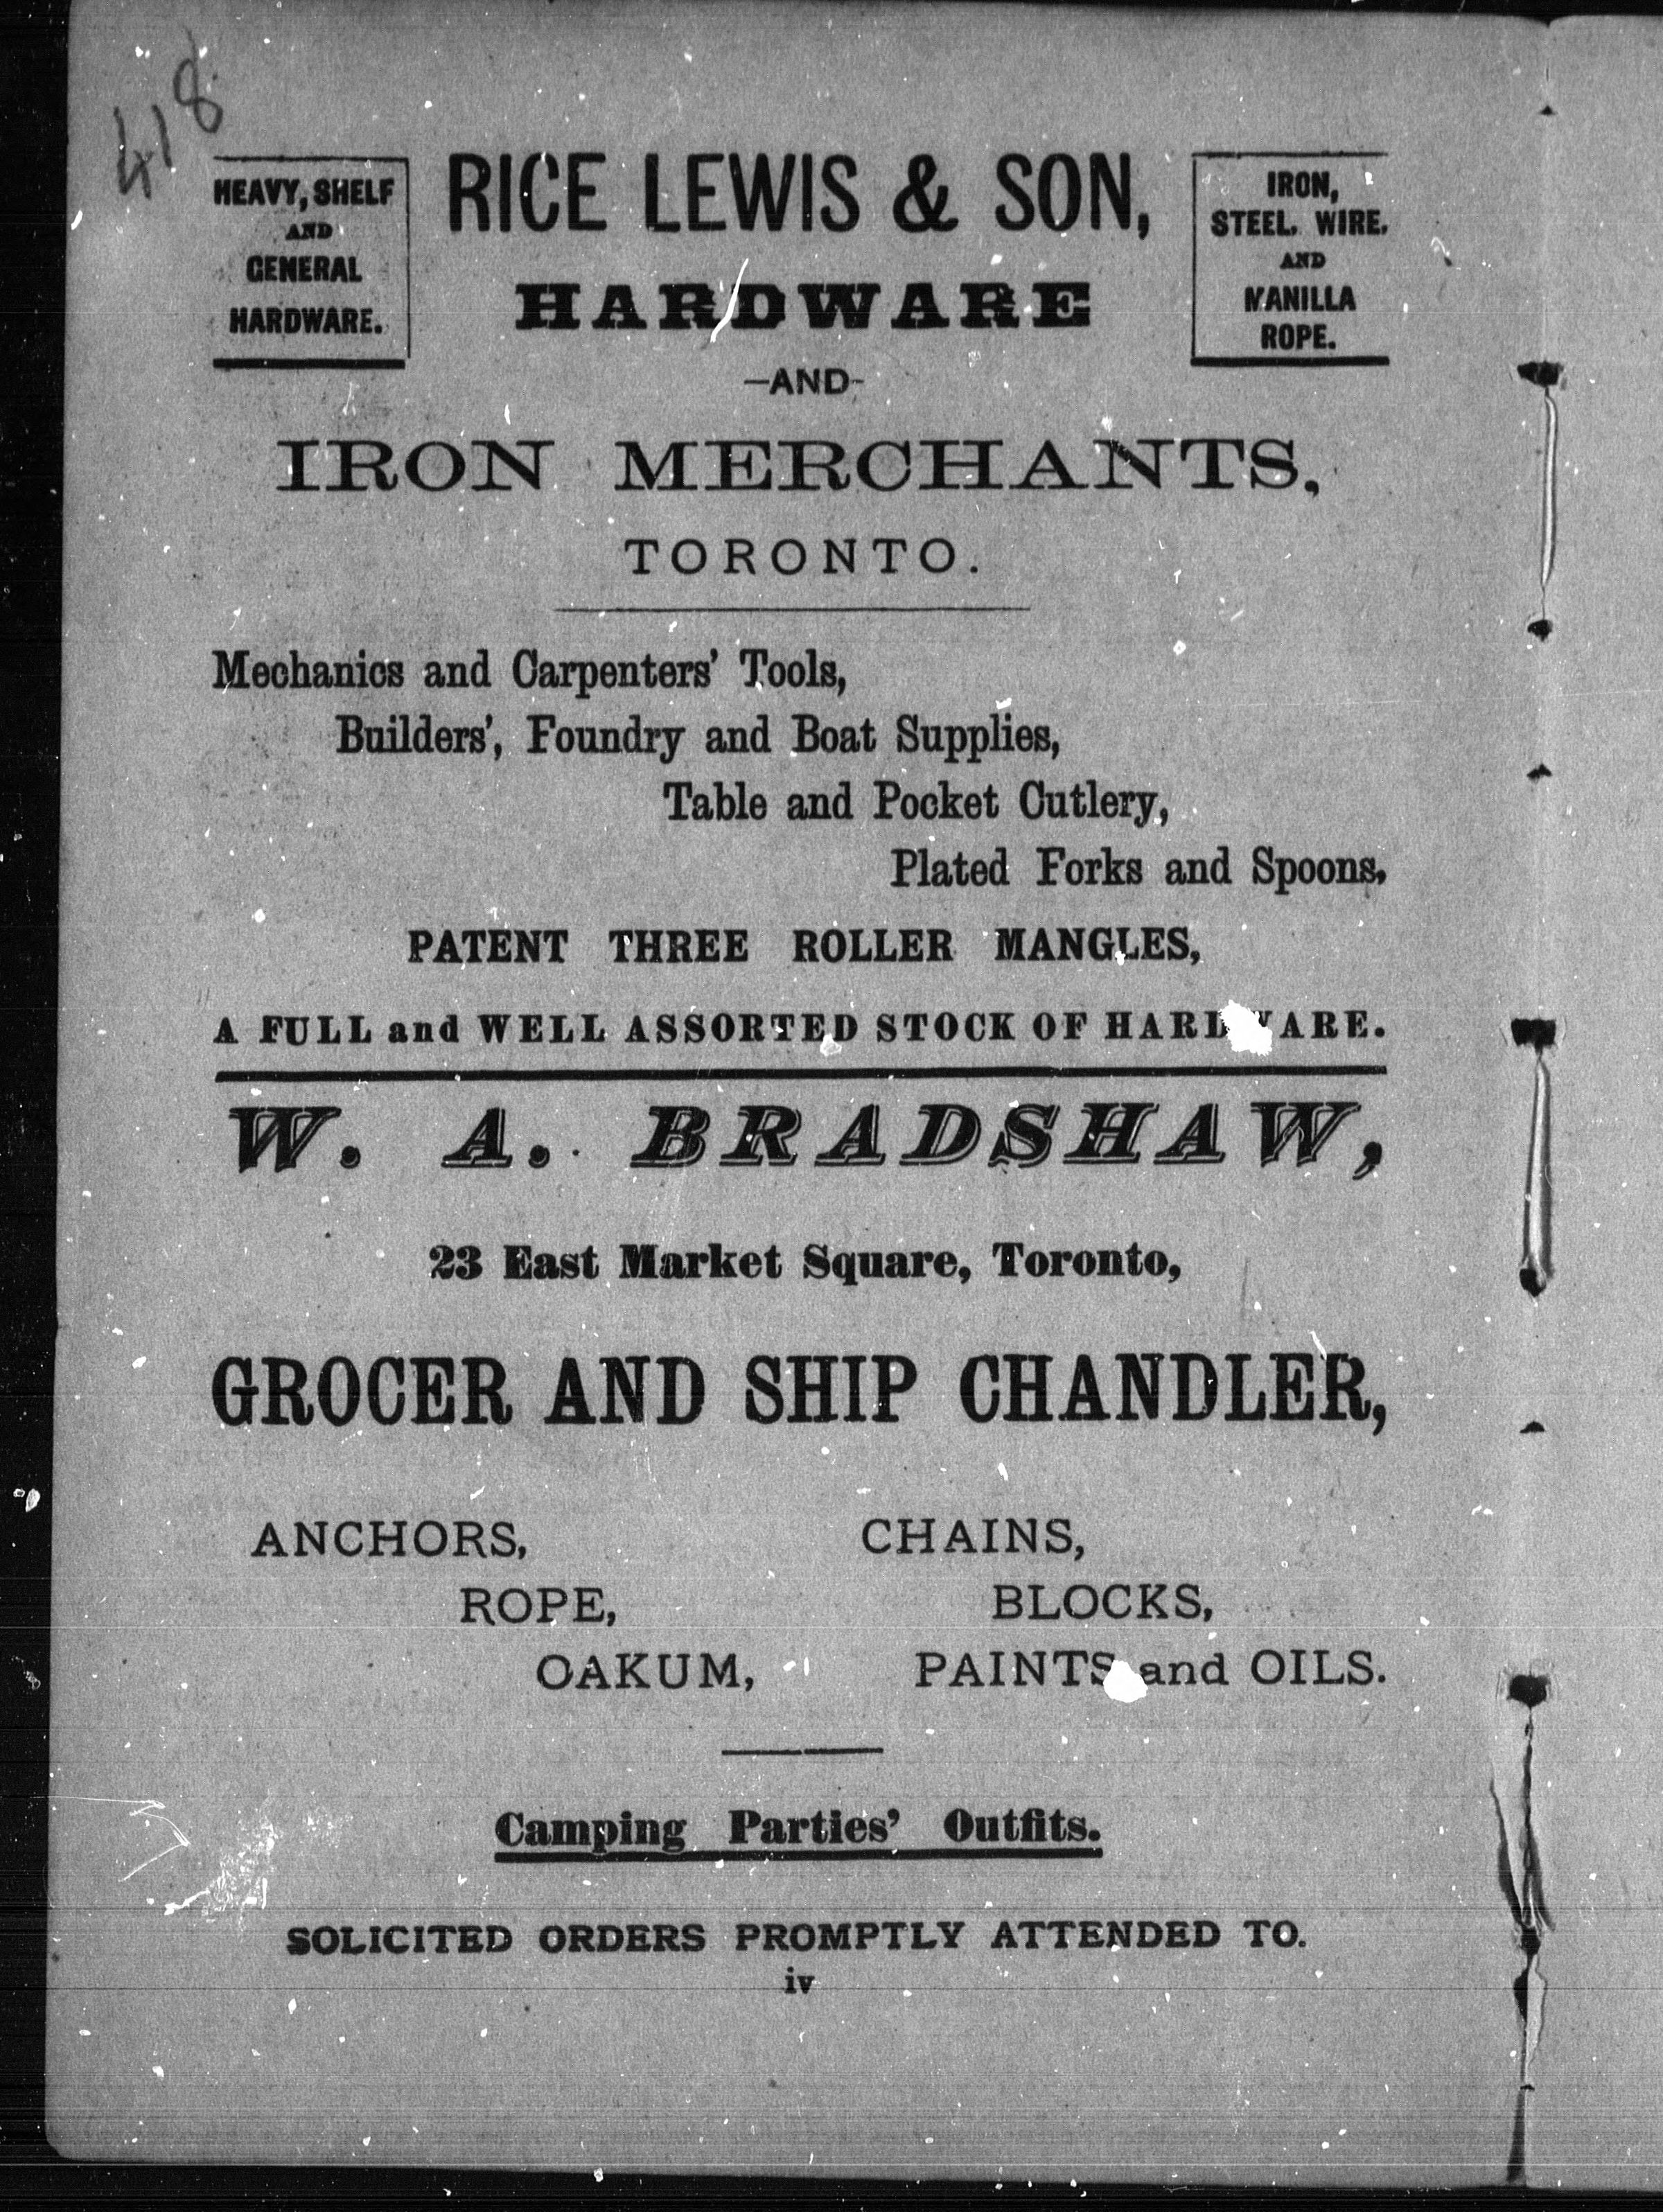 418
HEAVY, SHELF
AND
GENERAL
HARDWARE.
RICE LEWIS & SON,
IRON,
STEEL, WIRE,
AND
MANILLA
ROPE.
HARDWARE
—AND—
IRON MERCHANTS,
TORONTO.
Mechanics and Carpenters' Tools,
Builders', Foundry and Boat Supplies,
Table and Pocket Cutlery,
Plated Forks and Spoons,
PATENT THREE ROLLER MANGLES,
A FULL and WELL ASSORTED STOCK OF HARDWARE.
W. A. BRADSHAW,
23 East Market Square, Toronto,
GROCER AND SHIP CHANDLER,
ANCHORS, CHAINS,
ROPE, BLOCKS,
OAKUM, PAINTS and OILS.
Camping Parties' Outfits.
SOLICITED ORDERS PROMPTLY ATTENDED TO.
iv